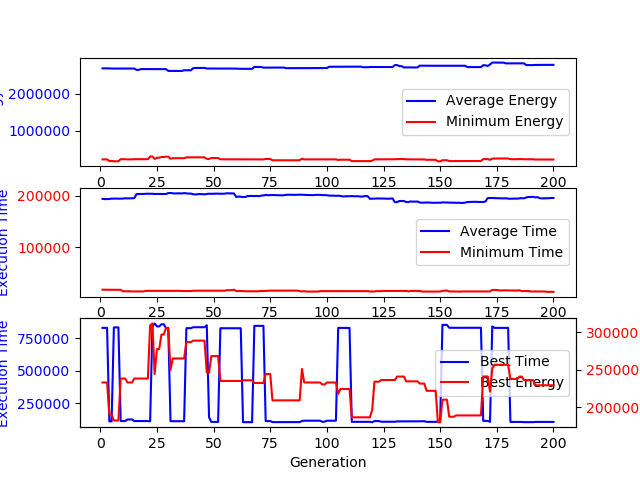 2000000
1000000
Average Energy
Minimum Energy
0 25 50 75 100 125 150 175 200
Execution Time
200000
100000
Average Time
Minimum Time
0 25 50 75 100 125 150 175 200
Execution Time
750000
500000
250000
Best Time
Best Energy
300000
250000
200000
0 25 50 75 100 125 150 175 200
Generation